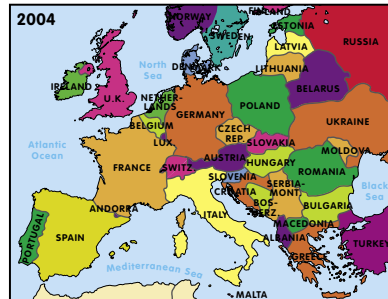 2004
NORWAY
FINLAND
SWEDEN
ESTONIA
RUSSIA
LATVIA
North
Sea
DENMARK
LITHUANIA
IRELAND
U.K.
BELARUS
NETHER-
LANDS
POLAND
BELGIUM
GERMANY
UKRAINE
Atlantic
Ocean
LUX.
CZECH
REP.
SLOVAKIA
MOLDOVA
FRANCE
SWITZ.
AUSTRIA
HUNGARY
ROMANIA
SLOVENIA
CROATIA
SERBIA-
MONT.
Black
Sea
ANDORRA
BOS-
HERZ.
BULGARIA
PORTUGAL
SPAIN
ITALY
MACEDONIA
ALBANIA
TURKEY
GREECE
Mediterranean Sea
MALTA